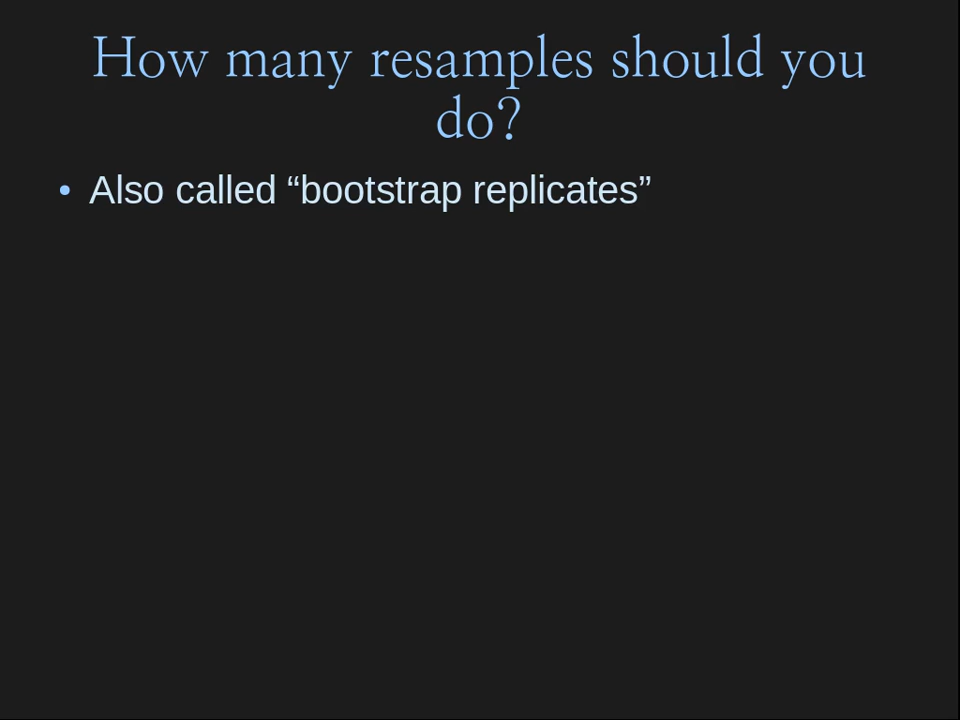 How many resamples should you
do?
• Also called “bootstrap replicates”